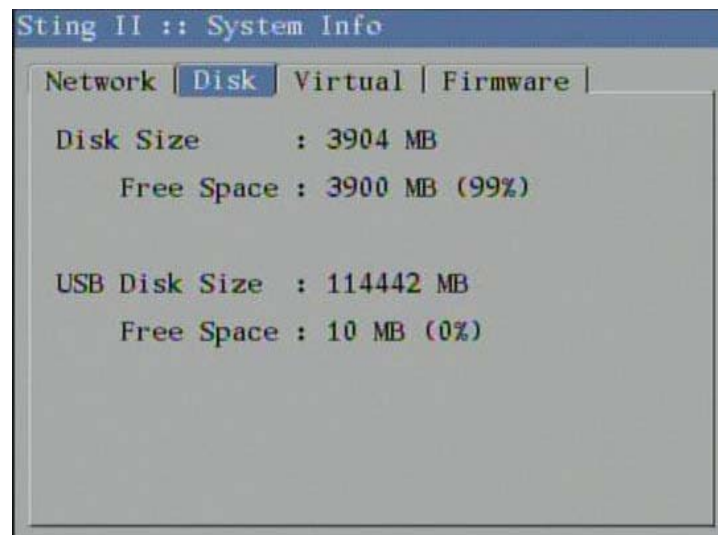 Sting II :: System Info
Network | Disk | Virtual | Firmware |
Disk Size : 3904 MB
Free Space : 3900 MB (99%)
USB Disk Size : 114442 MB
Free Space : 10 MB (0%)